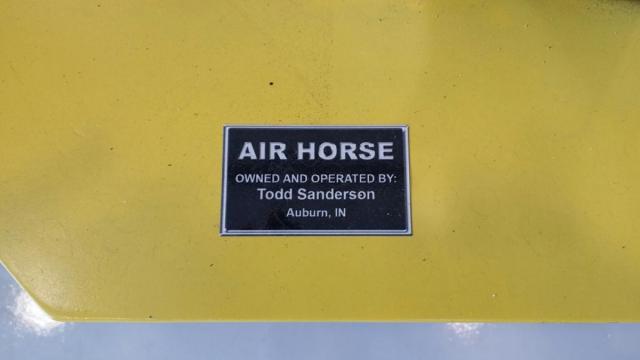 AIR HORSE
OWNED AND OPERATED BY:
Todd Sanderson
Auburn, IN